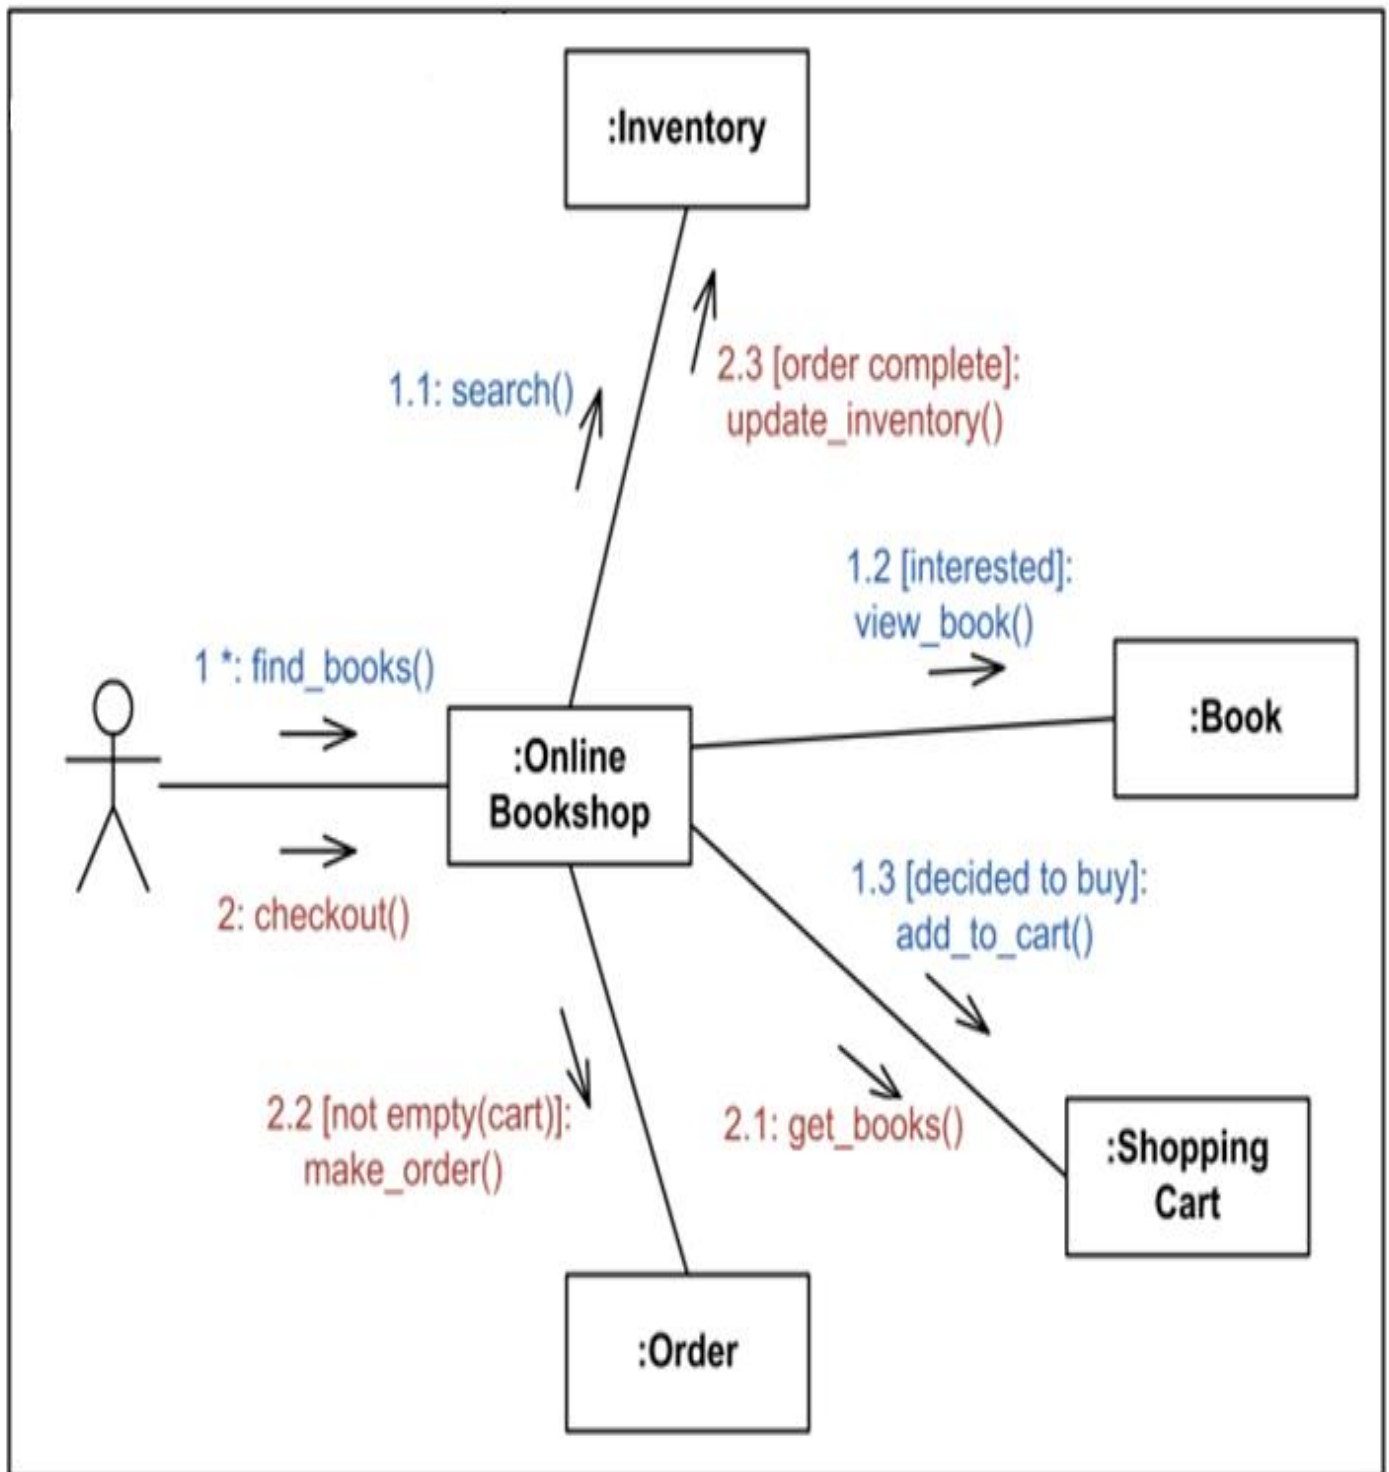 :Inventory
1.1: search()
2.3 [order complete]:
update_inventory()
1.2 [interested]:
view_book()
1 *: find_books()
:Online
Bookshop
:Book
2: checkout()
1.3 [decided to buy]:
add_to_cart()
2.2 [not empty(cart)]:
make_order()
2.1: get_books()
:Shopping
Cart
:Order